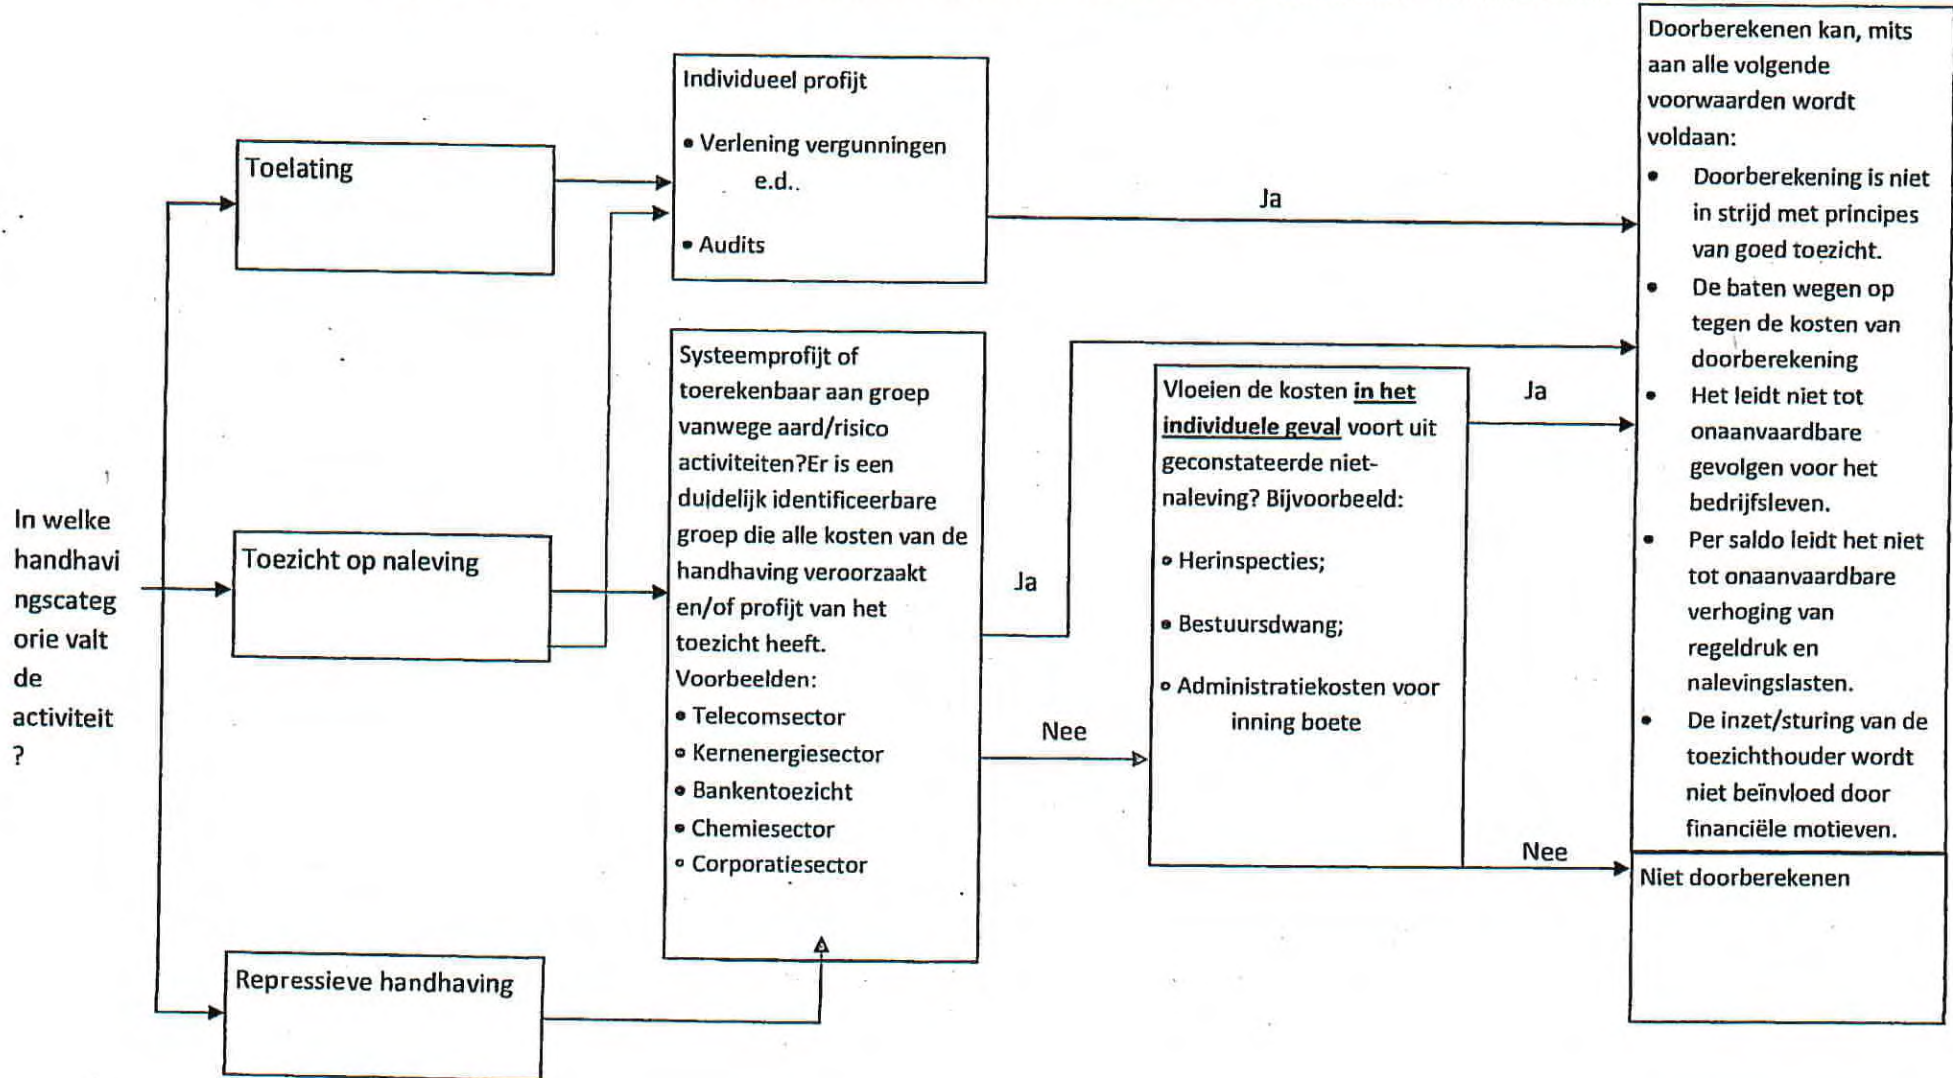 In welke
handhavi
ngscateg
orie valt
de
activiteit
?
Toelating
Toezicht op naleving
Repressieve handhaving
Individueel profijt
• Verlening vergunningen
e.d..
• Audits
Systeemprofijt of
toerekenbaar aan groep
vanwege aard/risico
activiteiten?Er is een
duidelijk identificeerbare
groep die alle kosten van de
handhaving veroorzaakt
en/of profijt van het
toezicht heeft.
Voorbeelden:
• Telecomsector
• Kernenergiesector
• Bankentoezicht
• Chemiesector
• Corporatiesector
Ja
Ja
Nee
Vloeien de kosten in het
individuele geval voort uit
geconstateerde niet-
naleving? Bijvoorbeeld:
• Herinspecties;
• Bestuursdwang;
• Administratiekosten voor
inning boete
Ja
Nee
Doorberekenen kan, mits
aan alle volgende
voorwaarden wordt
voldaan:
• Doorberekening is niet
in strijd met principes
van goed toezicht.
• De baten wegen op
tegen de kosten van
doorberekening
• Het leidt niet tot
onaanvaardbare
gevolgen voor het
bedrijfsleven.
• Per saldo leidt het niet
tot onaanvaardbare
verhoging van
regeldruk en
nalevingslasten.
• De inzet/sturing van de
toezichthouder wordt
niet beïnvloed door
financiële motieven.
Niet doorberekenen